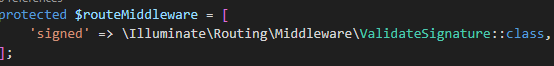 protected $routeMiddleware = [
'signed' => \Illuminate\Routing\Middleware\ValidateSignature::class,
];